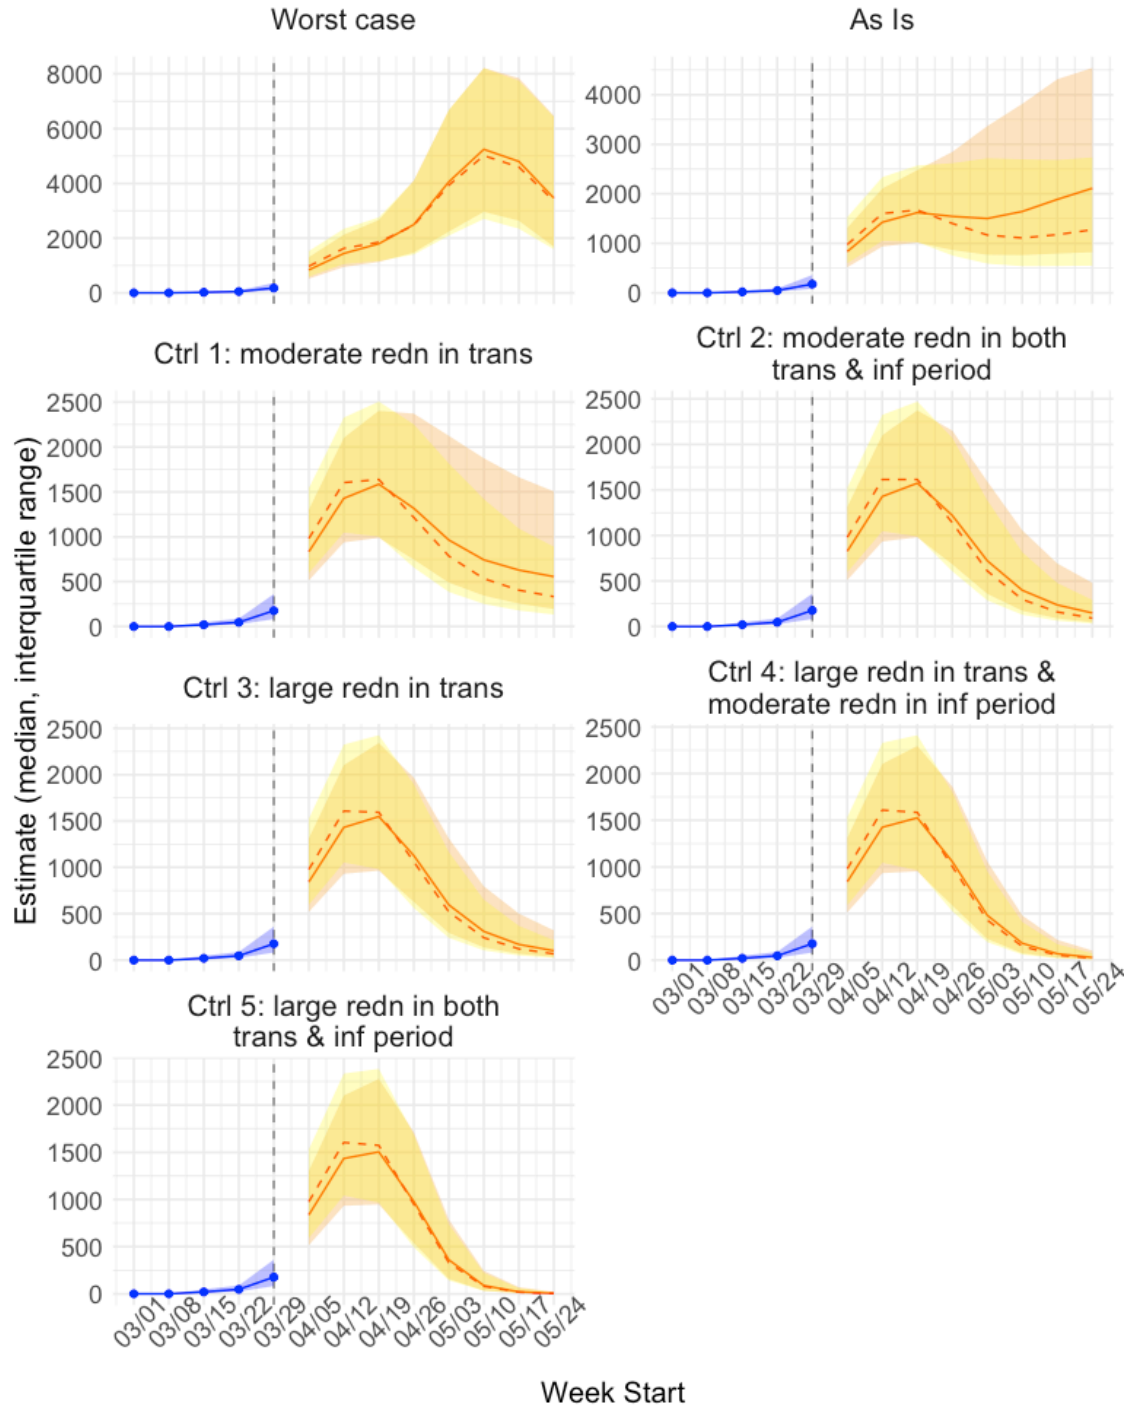 Worst case
As Is
8000
6000
4000
2000
0
4000
3000
2000
1000
0
Ctrl 1: moderate redn in trans
Ctrl 2: moderate redn in both
trans & inf period
2500
2000
1500
1000
500
0
2500
2000
1500
1000
500
0
Ctrl 3: large redn in trans
Ctrl 4: large redn in trans &
moderate redn in inf period
2500
2000
1500
1000
500
0
2500
2000
1500
1000
500
0
03/01 03/08 03/15 03/22 03/29 04/05 04/12 04/19 04/26 05/03 05/10 05/17 05/24
Ctrl 5: large redn in both
trans & inf period
2500
2000
1500
1000
500
0
03/01 03/08 03/15 03/22 03/29 04/05 04/12 04/19 04/26 05/03 05/10 05/17 05/24
Estimate (median, interquartile range)
Week Start